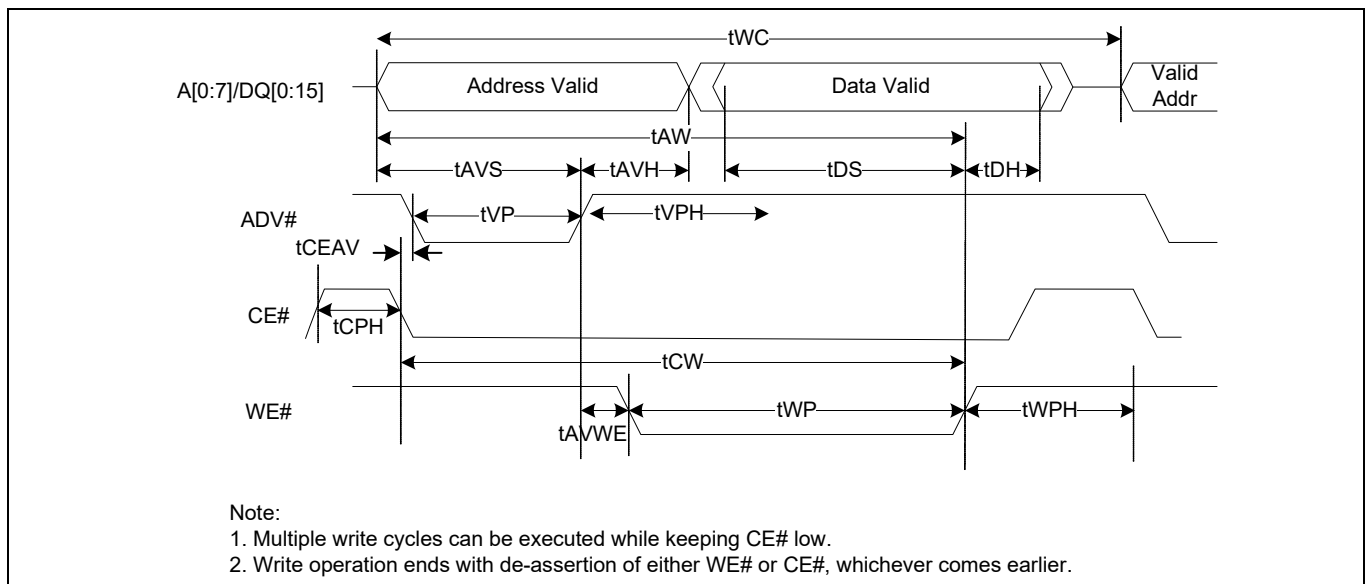 tWC
A[0:7]/DQ[0:15]
Address Valid
Data Valid
Valid
Addr
tAW
tAVS
tAVH
tDS
tDH
ADV#
tVP
tVPH
tCEAV
CE#
tCPH
tCW
WE#
tWP
tWPH
tAVWE
Note:
1. Multiple write cycles can be executed while keeping CE# low.
2. Write operation ends with de-assertion of either WE# or CE#, whichever comes earlier.